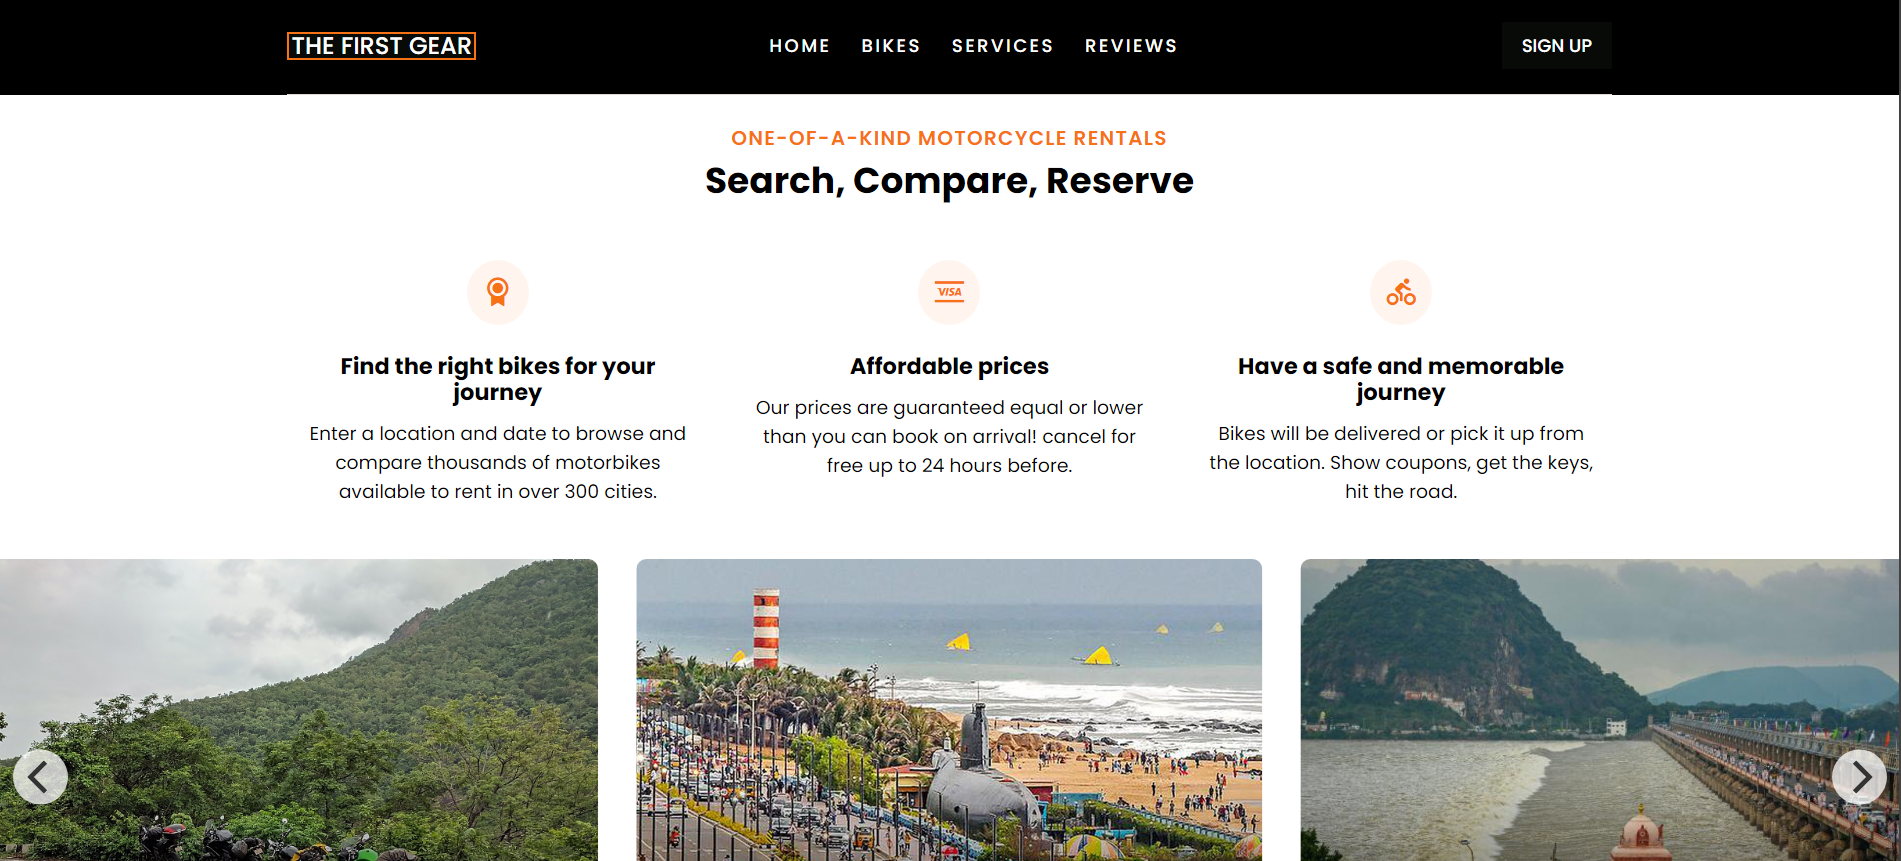 THE FIRST GEAR
HOME BIKES SERVICES REVIEWS
SIGN UP
ONE-OF-A-KIND MOTORCYCLE RENTALS
Search, Compare, Reserve
VISA
Find the right bikes for your
journey
Enter a location and date to browse and
compare thousands of motorbikes
available to rent in over 300 cities.
Affordable prices
Our prices are guaranteed equal or lower
than you can book on arrival! cancel for
free up to 24 hours before.
Have a safe and memorable
journey
Bikes will be delivered or pick it up from
the location. Show coupons, get the keys,
hit the road.